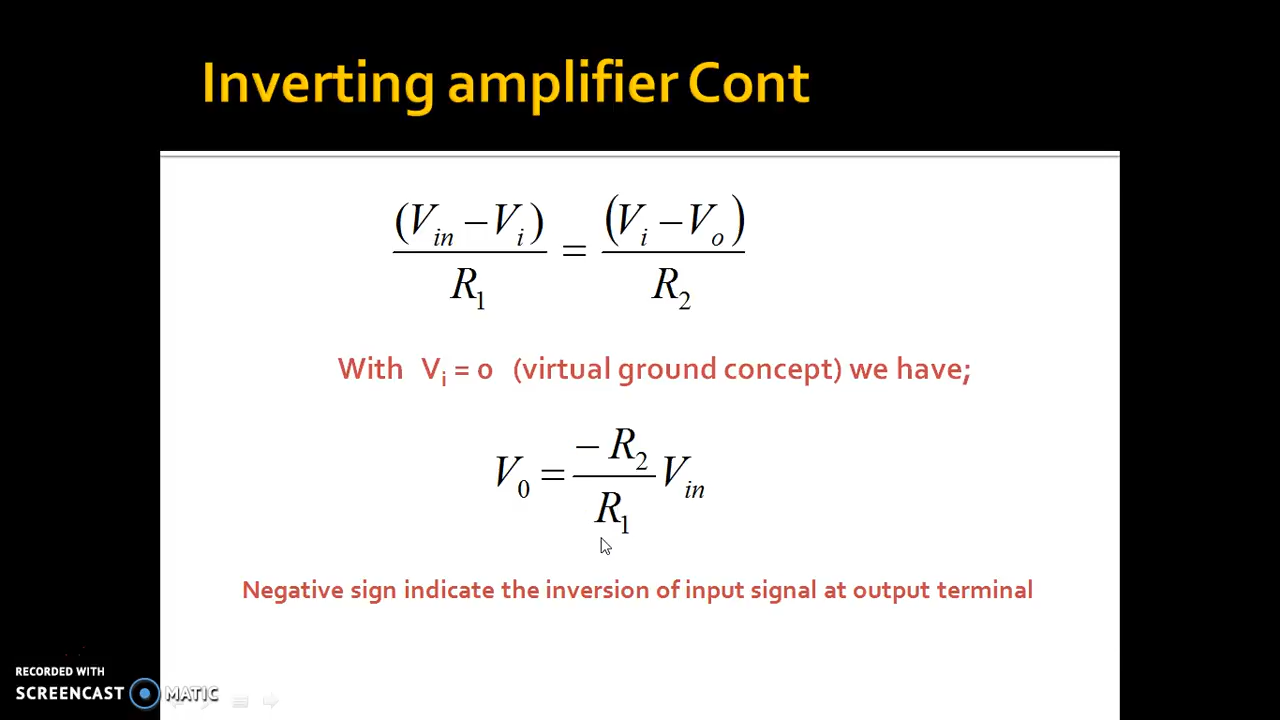 Inverting amplifier Cont
(V_in − V_i) / R_1 = (V_i − V_o) / R_2
With V_i = 0 (virtual ground concept) we have;
V_0 = − R_2 / R_1 V_in
Negative sign indicate the inversion of input signal at output terminal
RECORDED WITH
SCREENCAST MATIC